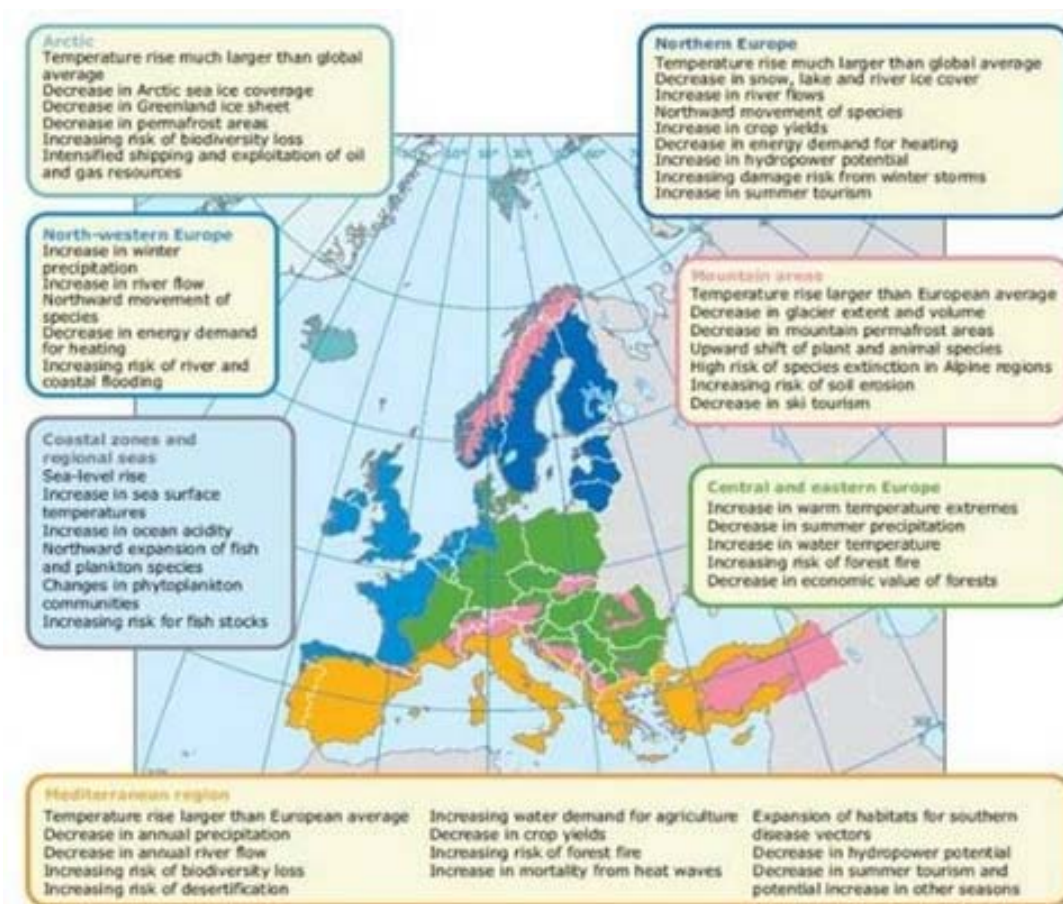 Arctic
Temperature rise much larger than global
average
Decrease in Arctic sea ice coverage
Decrease in Greenland ice sheet
Decrease in permafrost areas
Increasing risk of biodiversity loss
Intensified shipping and exploitation of oil
and gas resources
Northern Europe
Temperature rise much larger than global average
Decrease in snow, lake and river ice cover
Increase in river flows
Northward movement of species
Increase in crop yields
Decrease in energy demand for heating
Increase in hydropower potential
Increasing damage risk from winter storms
Increase in summer tourism
North-western Europe
Increase in winter
precipitation
Increase in river flow
Northward movement of
species
Decrease in energy demand
for heating
Increasing risk of river and
coastal flooding
Mountain areas
Temperature rise larger than European average
Decrease in glacier extent and volume
Decrease in mountain permafrost areas
Upward shift of plant and animal species
High risk of species extinction in Alpine regions
Increasing risk of soil erosion
Decrease in ski tourism
Coastal zones and
regional seas
Sea-level rise
Increase in sea surface
temperatures
Increase in ocean acidity
Northward expansion of fish
and plankton species
Changes in phytoplankton
communities
Increasing risk for fish stocks
Central and eastern Europe
Increase in warm temperature extremes
Decrease in summer precipitation
Increase in water temperature
Increasing risk of forest fire
Decrease in economic value of forests
Mediterranean region
Temperature rise larger than European average
Decrease in annual precipitation
Decrease in annual river flow
Increasing risk of biodiversity loss
Increasing risk of desertification
Increasing water demand for agriculture
Decrease in crop yields
Increasing risk of forest fire
Increase in mortality from heat waves
Expansion of habitats for southern
disease vectors
Decrease in hydropower potential
Decrease in summer tourism and
potential increase in other seasons